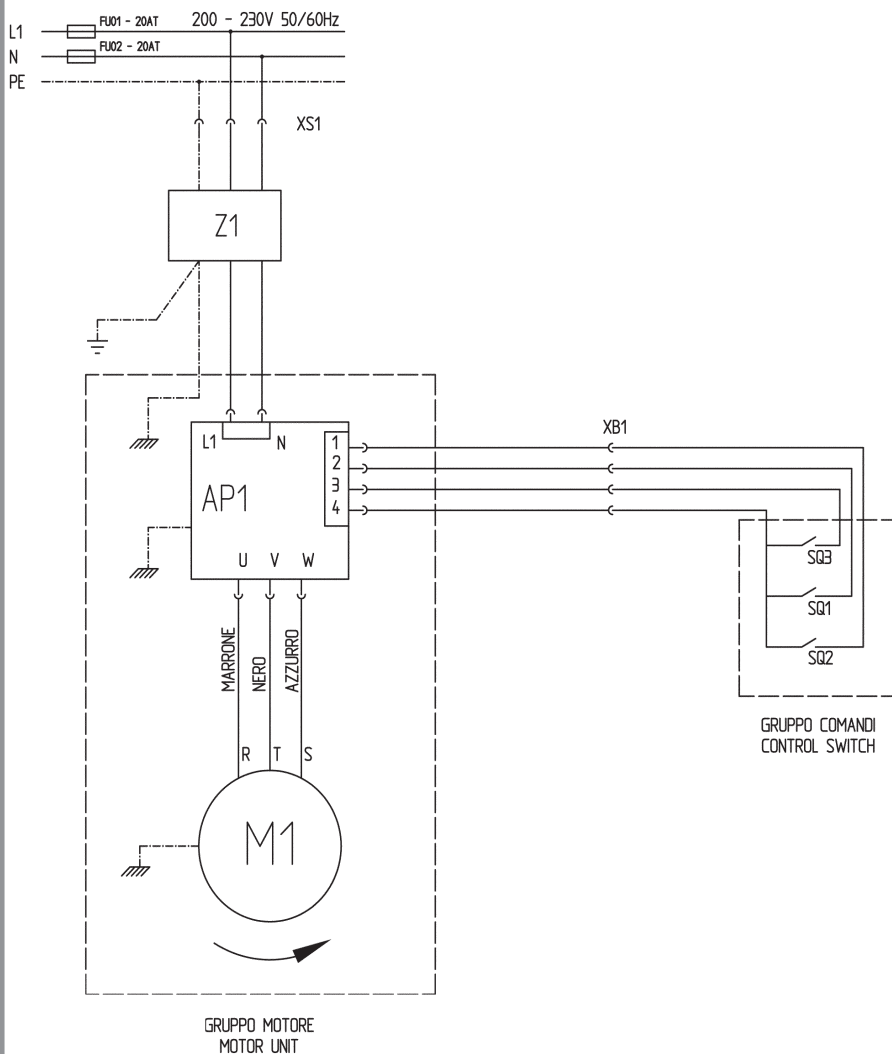 L1
FU01 - 20AT
200 - 230V 50/60Hz
N
FU02 - 20AT
PE
XS1
Z1
XB1
L1
N
1
2
3
4
AP1
U
V
W
SQ3
SQ1
SQ2
MARRONE
NERO
AZZURRO
GRUPPO COMANDI
CONTROL SWITCH
R
T
S
M1
GRUPPO MOTORE
MOTOR UNIT